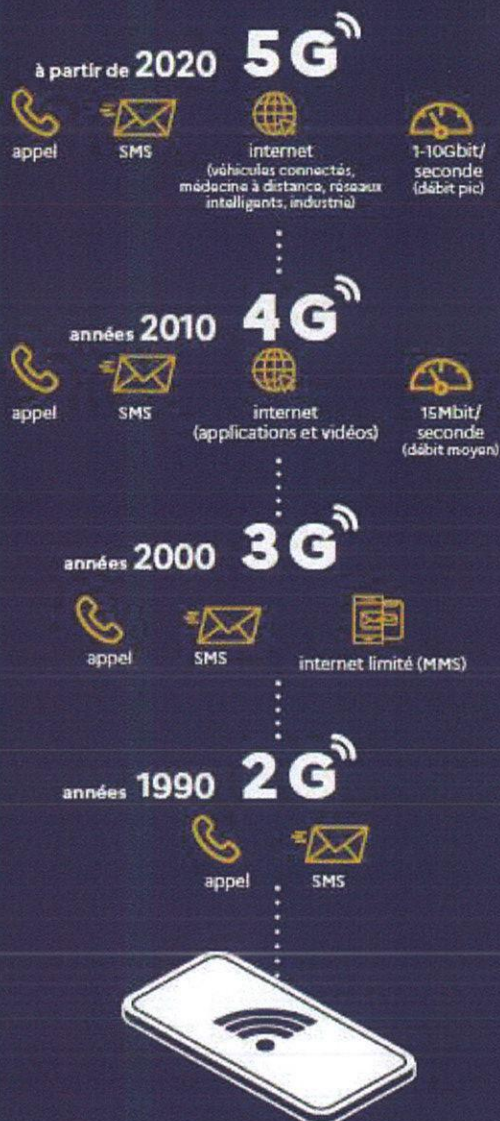 à partir de 2020 5G
appel
SMS
internet
(véhicules connectés,
médecine à distance, réseaux
intelligents, industrie)
1-10Gbit/
seconde
(débit pic)
années 2010 4G
appel
SMS
internet
(applications et vidéos)
15Mbit/
seconde
(débit moyen)
années 2000 3G
appel
SMS
internet limité (MMS)
années 1990 2G
appel
SMS